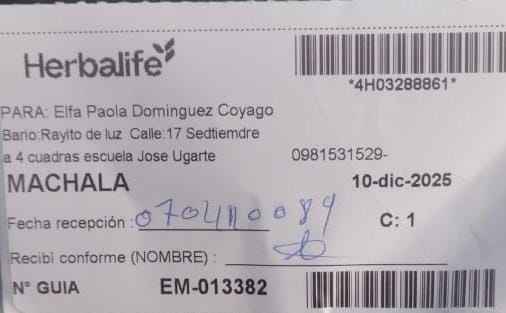 Herbalife
*4H03288861*
PARA: Elfa Paola Dominguez Coyago
Bario:Rayito de luz Calle:17 Sedtiemdre
a 4 cuadras escuela Jose Ugarte 0981531529-
MACHALA 10-dic-2025
Fecha recepción : C: 1
Recibi conforme (NOMBRE) :
N° GUIA EM-013382